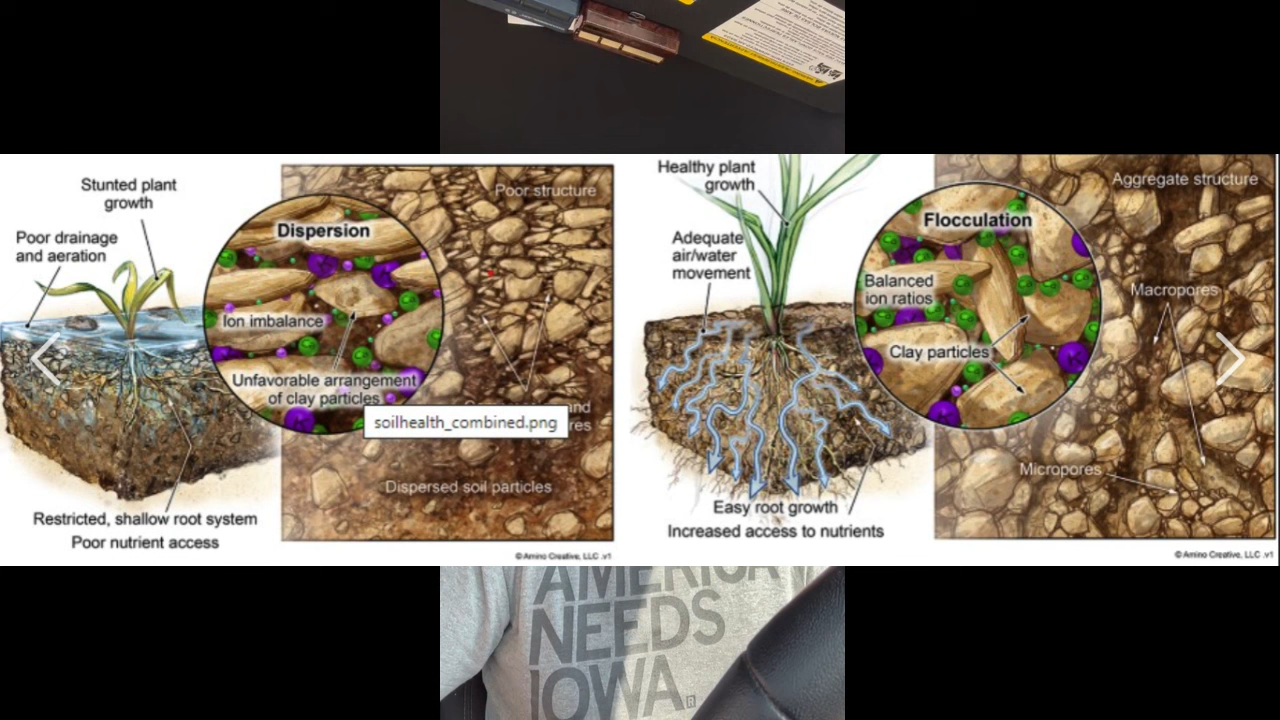 Stunted plant
growth
Poor drainage
and aeration
Dispersion
Ion imbalance
Unfavorable arrangement
of clay particles
Poor structure
soilhealth_combined.png
Dispersed soil particles
Restricted, shallow root system
Poor nutrient access
©Amino Creative, LLC .v1
Healthy plant
growth
Adequate
air/water
movement
Flocculation
Balanced
ion ratios
Clay particles
Aggregate structure
Macropores
Micropores
Easy root growth
Increased access to nutrients
©Amino Creative, LLC .v1
AMERICA
NEEDS
IOWA.